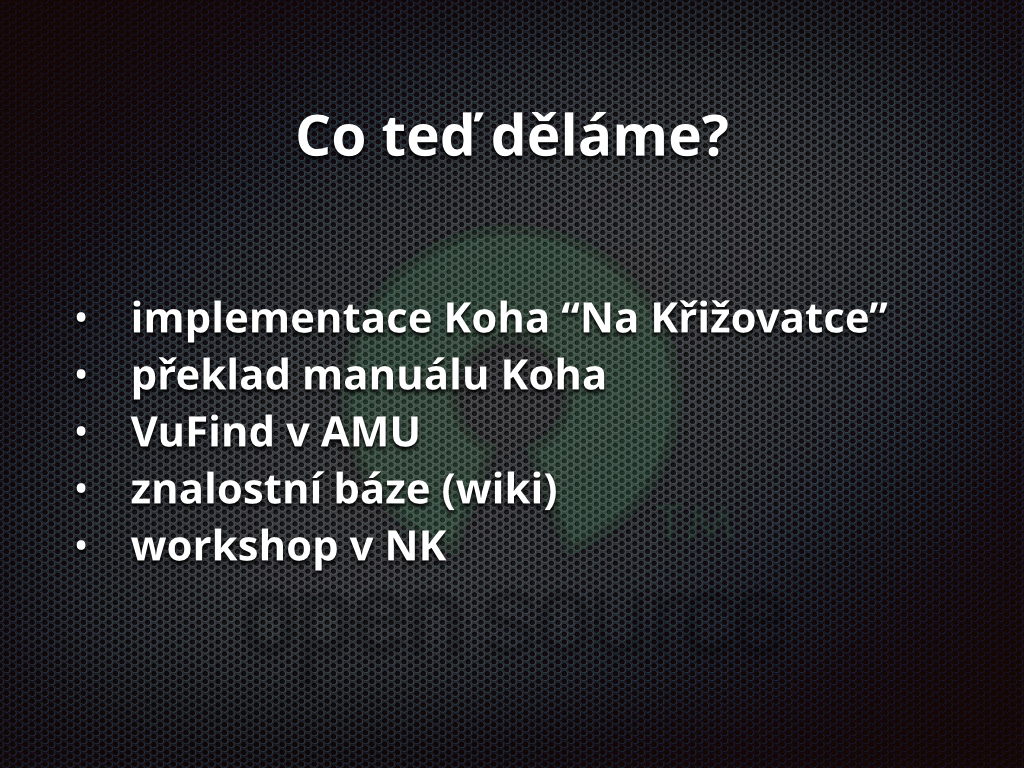 Co teď děláme?
• implementace Koha “Na Křižovatce”
• překlad manuálu Koha
• VuFind v AMU
• znalostní báze (wiki)
• workshop v NK